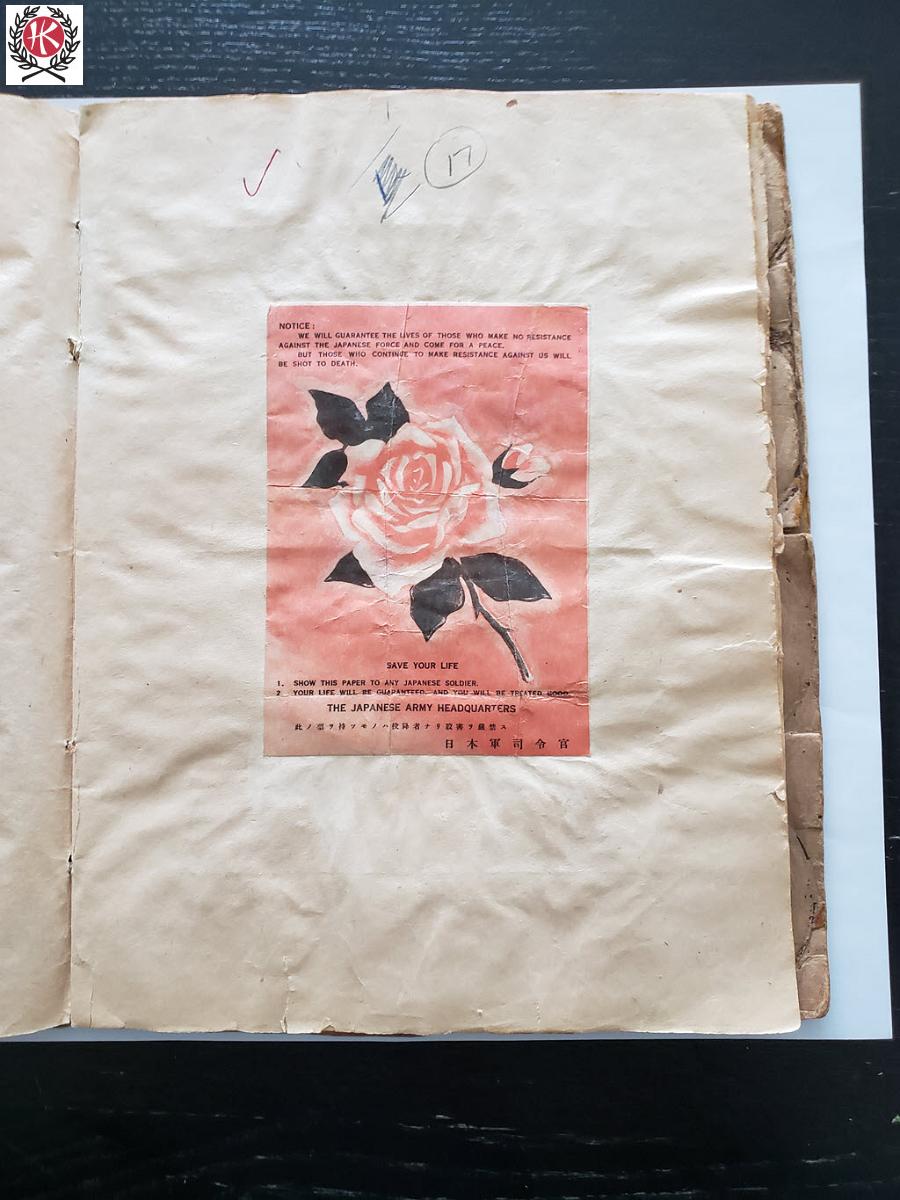 HK
17
NOTICE:
WE WILL GUARANTEE THE LIVES OF THOSE WHO MAKE NO RESISTANCE
AGAINST THE JAPANESE FORCE AND COME FOR A PEACE.
BUT THOSE WHO CONTINUE TO MAKE RESISTANCE AGAINST US WILL
BE SHOT TO DEATH.
SAVE YOUR LIFE
1. SHOW THIS PAPER TO ANY JAPANESE SOLDIER.
2 YOUR LIFE WILL BE GUARANTEED, AND YOU WILL BE TREATED GOOD.
THE JAPANESE ARMY HEADQUARTERS
此ノ票ヲ持ツモノハ投降者ナリ殺害ヲ厳禁ス
日本軍司令官